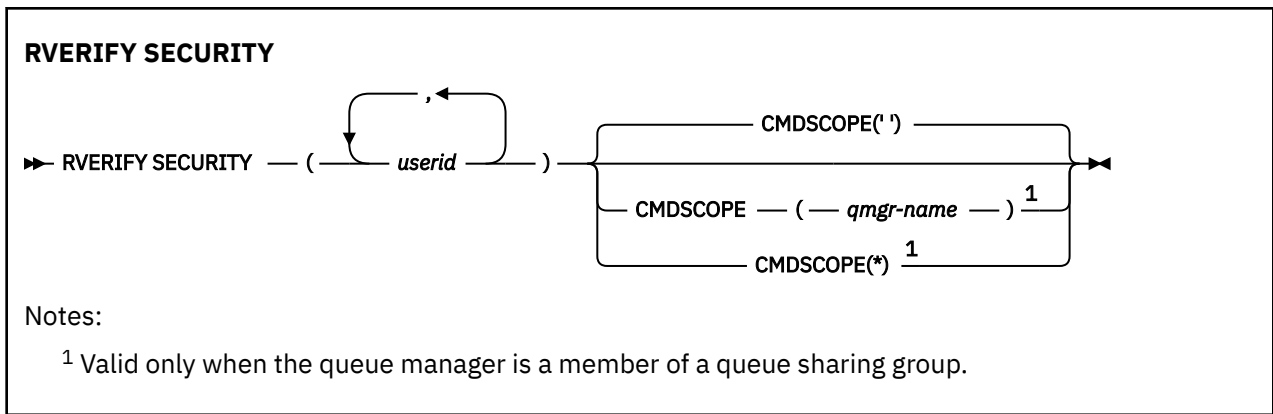 RVERIFY SECURITY
,
CMDSCOPE(' ')
RVERIFY SECURITY ( userid )
CMDSCOPE ( qmgr-name ) 1
CMDSCOPE(*) 1
Notes:
1 Valid only when the queue manager is a member of a queue sharing group.